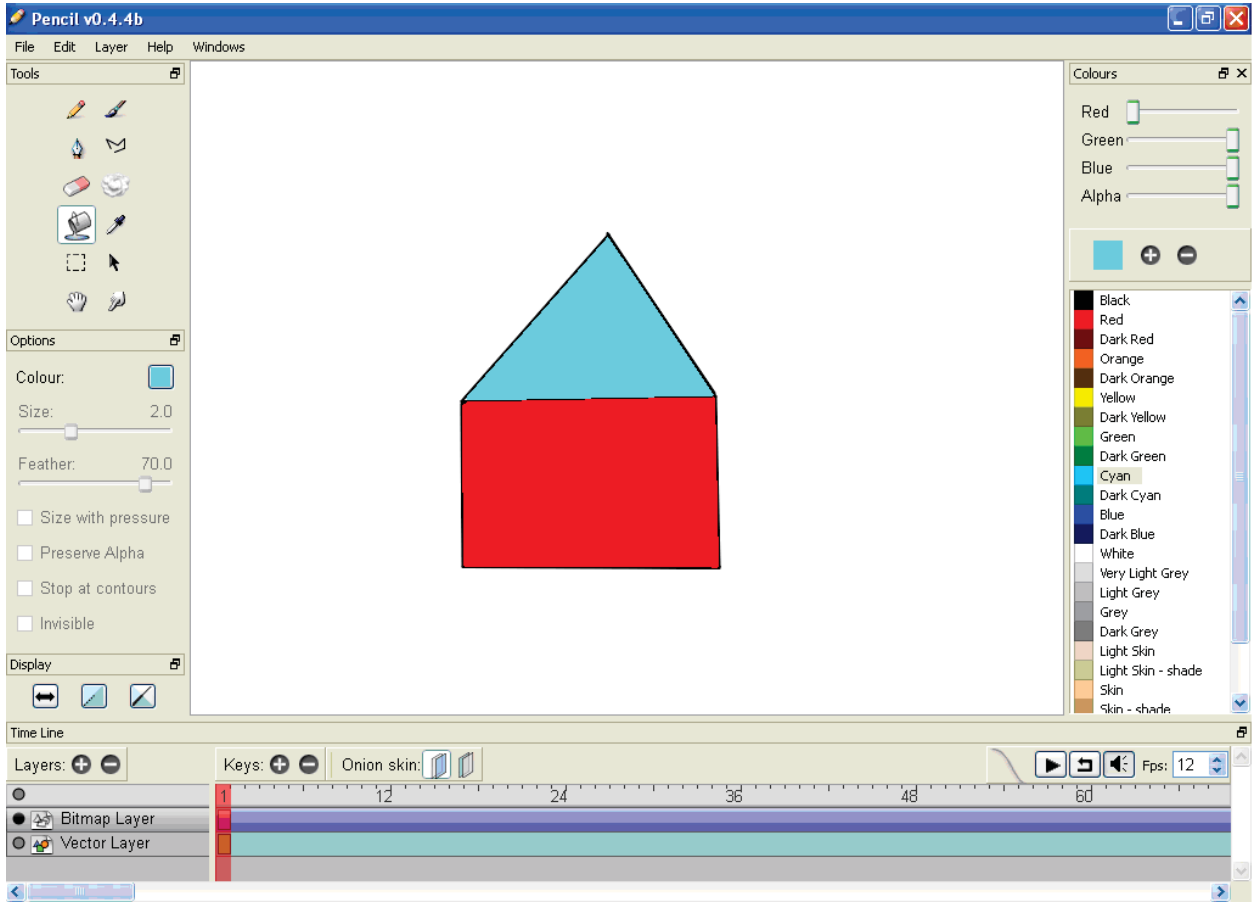 Pencil v0.4.4b
File Edit Layer Help Windows
Tools
Options
Colour:
Size: 2.0
Feather: 70.0
Size with pressure
Preserve Alpha
Stop at contours
Invisible
Display
Colours
Red
Green
Blue
Alpha
Black
Red
Dark Red
Orange
Dark Orange
Yellow
Dark Yellow
Green
Dark Green
Cyan
Dark Cyan
Blue
Dark Blue
White
Very Light Grey
Light Grey
Grey
Dark Grey
Light Skin
Light Skin - shade
Skin
Skin - shade
Time Line
Layers: Keys: Onion skin: Fps: 12
1 12 24 36 48 60
Bitmap Layer
Vector Layer